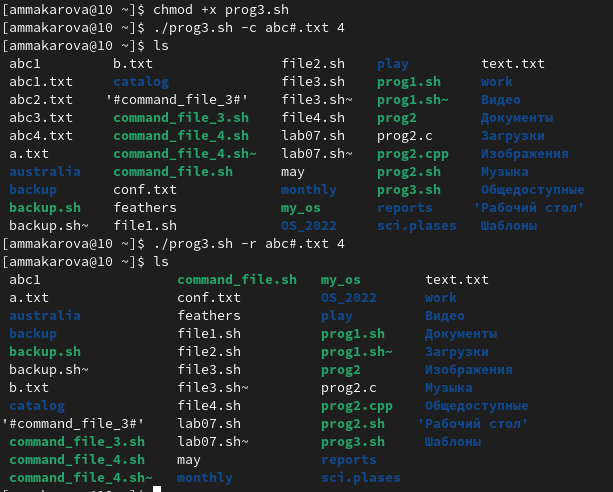 [ammakarova@10 ~]$ chmod +x prog3.sh
[ammakarova@10 ~]$ ./prog3.sh -c abc#.txt 4
[ammakarova@10 ~]$ ls
abc1 b.txt file2.sh play text.txt
abc1.txt catalog file3.sh prog1.sh work
abc2.txt '#command_file_3#' file3.sh~ prog1.sh~ Видео
abc3.txt command_file_3.sh file4.sh prog2 Документы
abc4.txt command_file_4.sh lab07.sh prog2.c Загрузки
a.txt command_file_4.sh~ lab07.sh~ prog2.cpp Изображения
australia command_file.sh may prog2.sh Музыка
backup conf.txt monthly prog3.sh Общедоступные
backup.sh feathers my_os reports 'Рабочий стол'
backup.sh~ file1.sh OS_2022 sci.plases Шаблоны
[ammakarova@10 ~]$ ./prog3.sh -r abc#.txt 4
[ammakarova@10 ~]$ ls
abc1 command_file.sh my_os text.txt
a.txt conf.txt OS_2022 work
australia feathers play Видео
backup file1.sh prog1.sh Документы
backup.sh file2.sh prog1.sh~ Загрузки
backup.sh~ file3.sh prog2 Изображения
b.txt file3.sh~ prog2.c Музыка
catalog file4.sh prog2.cpp Общедоступные
'#command_file_3#' lab07.sh prog2.sh 'Рабочий стол'
command_file_3.sh lab07.sh~ prog3.sh Шаблоны
command_file_4.sh may reports
command_file_4.sh~ monthly sci.plases
[ammakarova@10 ~]$